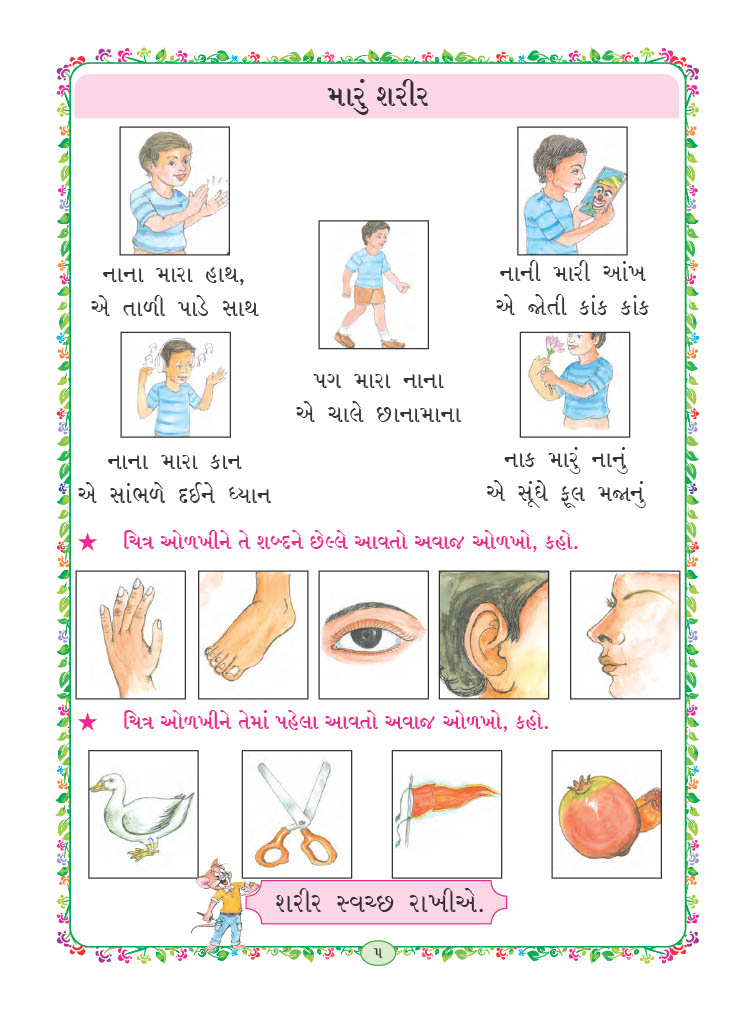 મારું શરીર
નાના મારા હાથ,
એ તાળી પાડે સાથ
નાની મારી આંખ
એ જોતી કાંક કાંક
પગ મારા નાના
એ ચાલે છાનામાના
નાના મારા કાન
એ સાંભળે દઈને ધ્યાન
નાક મારું નાનું
એ સૂંઘે ફૂલ મજાનું
★ ચિત્ર ઓળખીને તે શબ્દને છેલ્લે આવતો અવાજ ઓળખો, કહો.
★ ચિત્ર ઓળખીને તેમાં પહેલા આવતો અવાજ ઓળખો, કહો.
શરીર સ્વચ્છ રાખીએ.
૫